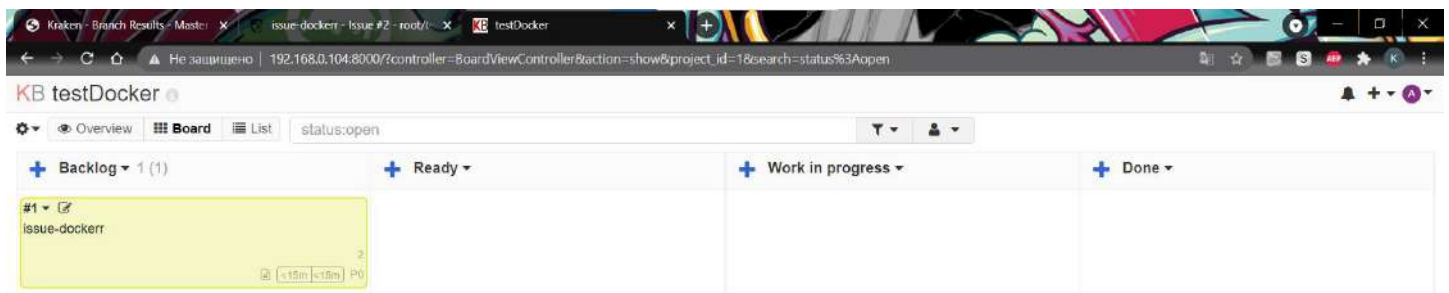 Kraken - Branch Results - Master
issue-dockerr - Issue #2 - root/t
KB testDocker
Не защищено | 192.168.0.104:8000/?controller=BoardViewController&action=show&project_id=1&search=status%3Aopen
S ABP K
KB testDocker
A
Overview Board List status:open
Backlog 1 (1) Ready Work in progress Done
#1
issue-dockerr
2
<15m <15m P0